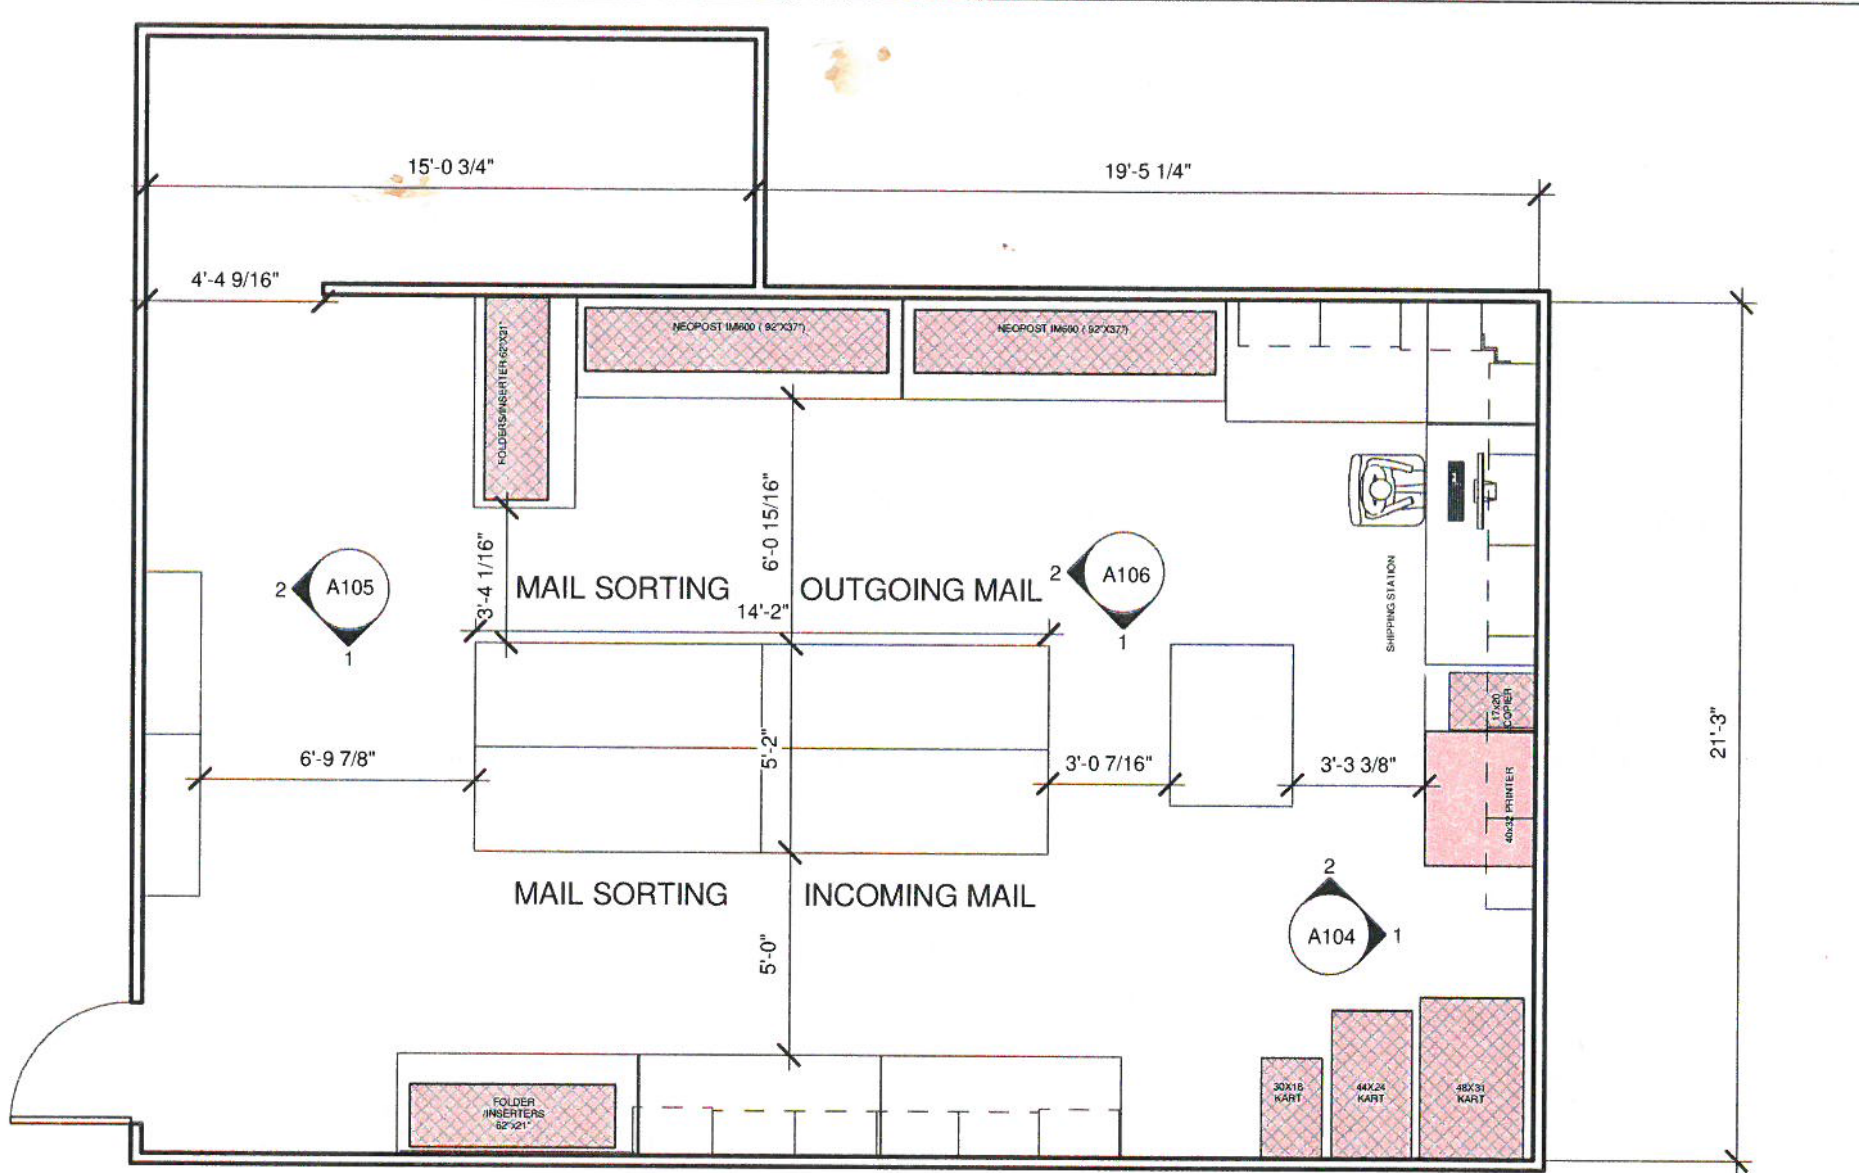 15'-0 3/4"
19'-5 1/4"
4'-4 9/16"
FOLDERS/INSERTER 62"X21"
NEOPOST IM600 ( 92"X37")
NEOPOST IM600 ( 92"X37")
6'-0 15/16"
3'-4 1/16"
2
A105
1
MAIL SORTING
OUTGOING MAIL
14'-2"
2
A106
1
SHIPPING STATION
17x20
COPIER
40x32 PRINTER
21'-3"
6'-9 7/8"
5'-2"
3'-0 7/16"
3'-3 3/8"
MAIL SORTING
INCOMING MAIL
5'-0"
2
A104
1
FOLDER
/INSERTERS
62"X21"
30X18
KART
44X24
KART
48X31
KART